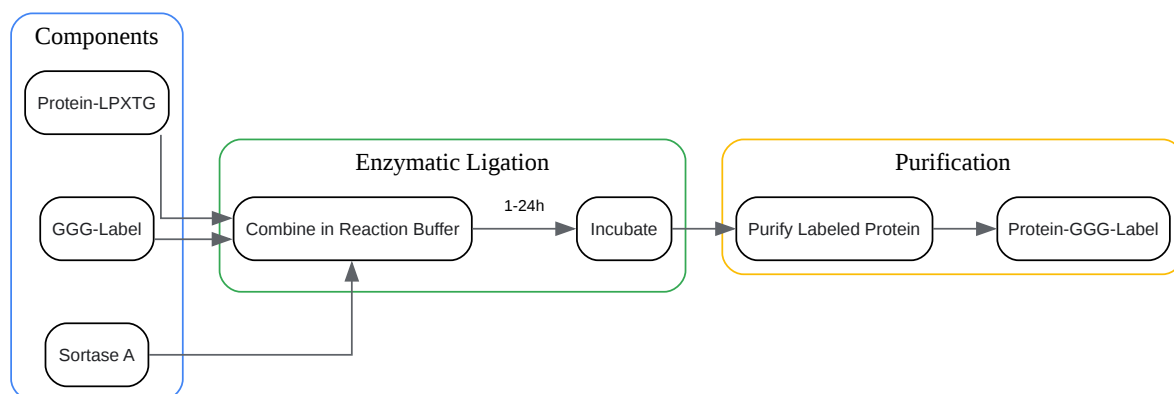 Components
Protein-LPXTG
GGG-Label
Sortase A
Enzymatic Ligation
Combine in Reaction Buffer
1-24h
Incubate
Purification
Purify Labeled Protein
Protein-GGG-Label